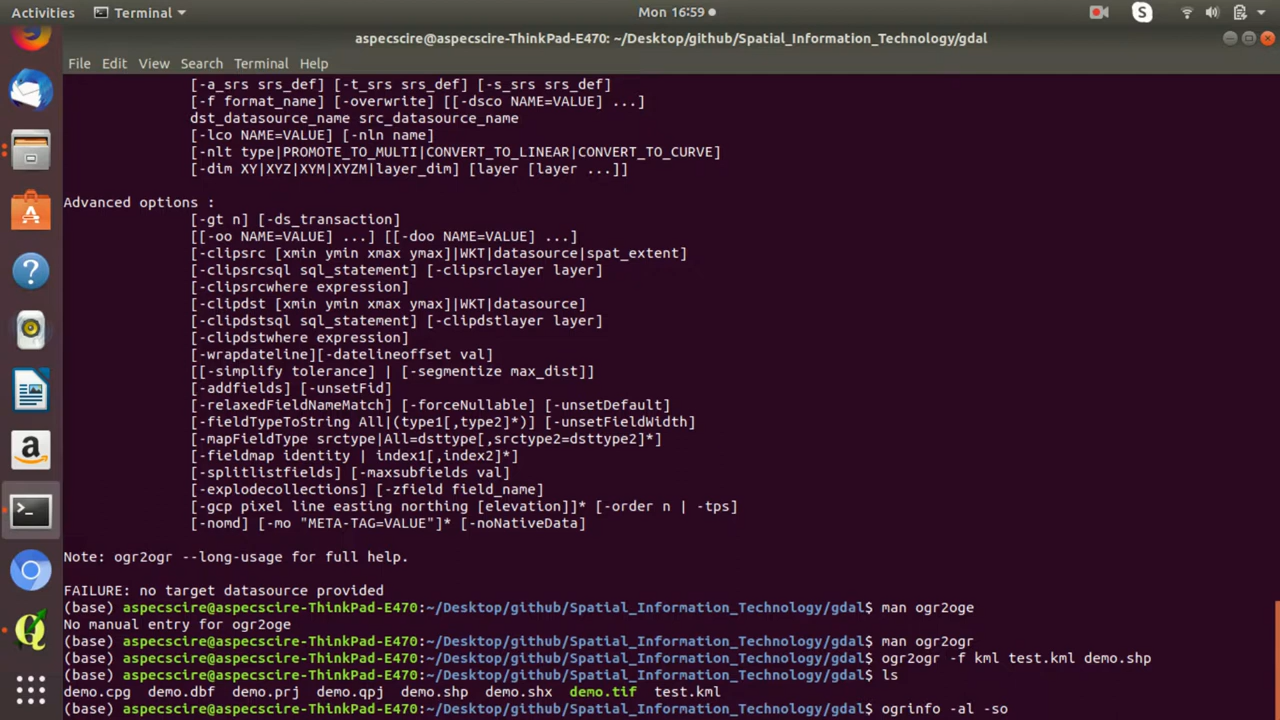 Activities Terminal Mon 16:59
aspecscire@aspecscire-ThinkPad-E470: ~/Desktop/github/Spatial_Information_Technology/gdal
File Edit View Search Terminal Help
[-a_srs srs_def] [-t_srs srs_def] [-s_srs srs_def]
[-f format_name] [-overwrite] [[-dsco NAME=VALUE] ...]
dst_datasource_name src_datasource_name
[-lco NAME=VALUE] [-nln name]
[-nlt type|PROMOTE_TO_MULTI|CONVERT_TO_LINEAR|CONVERT_TO_CURVE]
[-dim XY|XYZ|XYM|XYZM|layer_dim] [layer [layer ...]]
Advanced options :
[-gt n] [-ds_transaction]
[[-oo NAME=VALUE] ...] [[-doo NAME=VALUE] ...]
[-clipsrc [xmin ymin xmax ymax]|WKT|datasource|spat_extent]
[-clipsrcsql sql_statement] [-clipsrclayer layer]
[-clipsrcwhere expression]
[-clipdst [xmin ymin xmax ymax]|WKT|datasource]
[-clipdstsql sql_statement] [-clipdstlayer layer]
[-clipdstwhere expression]
[-wrapdateline][-datelineoffset val]
[[-simplify tolerance] | [-segmentize max_dist]]
[-addfields] [-unsetFid]
[-relaxedFieldNameMatch] [-forceNullable] [-unsetDefault]
[-fieldTypeToString All|(type1[,type2]*)] [-unsetFieldWidth]
[-mapFieldType srctype|All=dsttype[,srctype2=dsttype2]*]
[-fieldmap identity | index1[,index2]*]
[-splitlistfields] [-maxsubfields val]
[-explodecollections] [-zfield field_name]
[-gcp pixel line easting northing [elevation]]* [-order n | -tps]
[-nomd] [-mo "META-TAG=VALUE"]* [-noNativeData]
Note: ogr2ogr --long-usage for full help.
FAILURE: no target datasource provided
(base) aspecscire@aspecscire-ThinkPad-E470:~/Desktop/github/Spatial_Information_Technology/gdal$ man ogr2oge
No manual entry for ogr2oge
(base) aspecscire@aspecscire-ThinkPad-E470:~/Desktop/github/Spatial_Information_Technology/gdal$ man ogr2ogr
(base) aspecscire@aspecscire-ThinkPad-E470:~/Desktop/github/Spatial_Information_Technology/gdal$ ogr2ogr -f kml test.kml demo.shp
(base) aspecscire@aspecscire-ThinkPad-E470:~/Desktop/github/Spatial_Information_Technology/gdal$ ls
demo.cpg demo.dbf demo.prj demo.qpj demo.shp demo.shx demo.tif test.kml
(base) aspecscire@aspecscire-ThinkPad-E470:~/Desktop/github/Spatial_Information_Technology/gdal$ ogrinfo -al -so